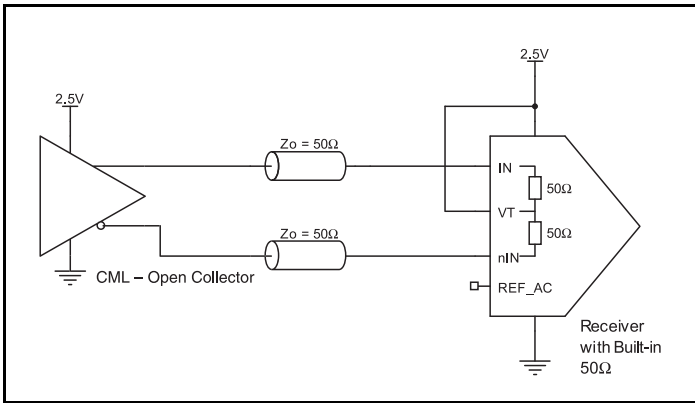 2.5V
2.5V
Zo = 50Ω
IN
50Ω
VT
50Ω
Zo = 50Ω
nIN
CML – Open Collector
REF_AC
Receiver
with Built-in
50Ω